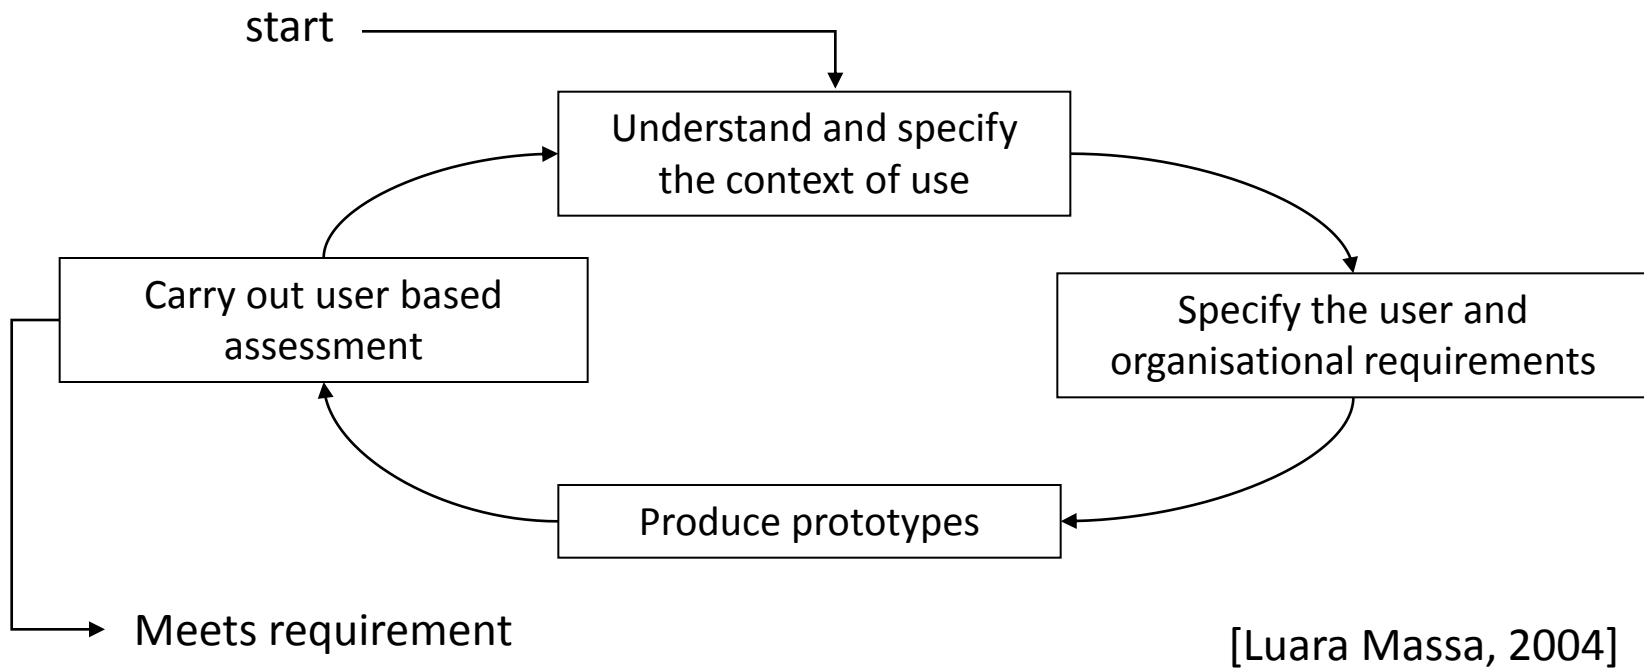 start
Understand and specify
the context of use
Carry out user based
assessment
Specify the user and
organisational requirements
Produce prototypes
Meets requirement
[Luara Massa, 2004]